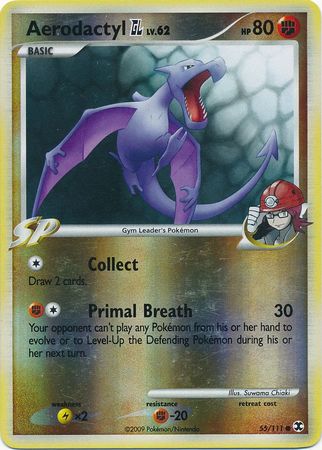 Aerodactyl GL LV.62 HP 80
BASIC
Gym Leader's Pokémon
SP
Collect
Draw 2 cards.
Primal Breath 30
Your opponent can't play any Pokémon from his or her hand to
evolve or to Level-Up the Defending Pokémon during his or
her next turn.
Illus. Suwama Chiaki
weakness resistance retreat cost
×2 -20
©2009 Pokémon/Nintendo 55/111